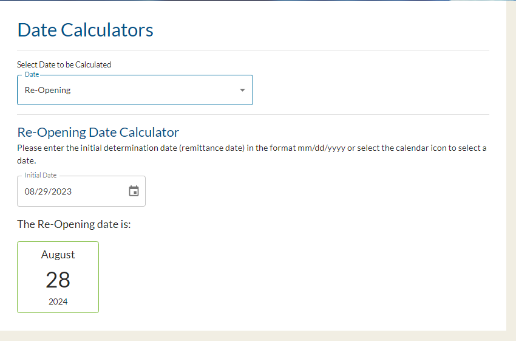 Date Calculators
Select Date to be Calculated
Date
Re-Opening
Re-Opening Date Calculator
Please enter the initial determination date (remittance date) in the format mm/dd/yyyy or select the calendar icon to select a
date.
Initial Date
08/29/2023
The Re-Opening date is:
August
28
2024